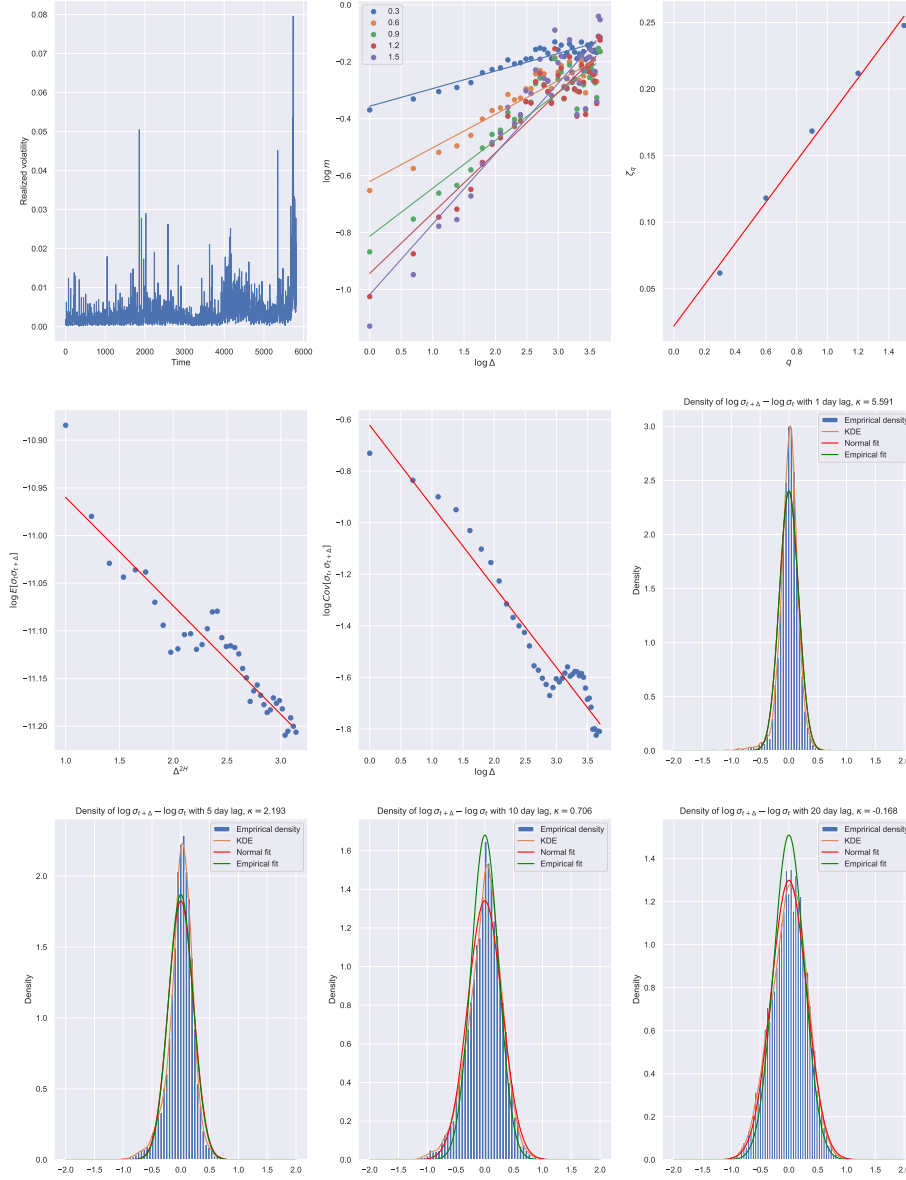 0.08
0.07
0.06
0.05
0.04
0.03
0.02
0.01
0.00
Realized volatility
0 1000 2000 3000 4000 5000 6000
Time
0.0
−0.2
−0.4
−0.6
−0.8
−1.0
log m
0.3
0.6
0.9
1.2
1.5
0.0 0.5 1.0 1.5 2.0 2.5 3.0 3.5
log Δ
0.25
0.20
0.15
0.10
0.05
ζq
0.0 0.2 0.4 0.6 0.8 1.0 1.2 1.4
q
−10.90
−10.95
−11.00
−11.05
−11.10
−11.15
−11.20
log E[σtσt+Δ]
1.0 1.5 2.0 2.5 3.0
Δ2H
−0.6
−0.8
−1.0
−1.2
−1.4
−1.6
−1.8
log Cov[σt, σt+Δ]
0.0 0.5 1.0 1.5 2.0 2.5 3.0 3.5
log Δ
Density of log σt+Δ − log σt with 1 day lag, κ = 5.591
Emprirical density
KDE
Normal fit
Empirical fit
3.0
2.5
2.0
1.5
1.0
0.5
0.0
Density
−2.0 −1.5 −1.0 −0.5 0.0 0.5 1.0 1.5 2.0
Density of log σt+Δ − log σt with 5 day lag, κ = 2.193
Emprirical density
KDE
Normal fit
Empirical fit
2.0
1.5
1.0
0.5
0.0
Density
−2.0 −1.5 −1.0 −0.5 0.0 0.5 1.0 1.5 2.0
Density of log σt+Δ − log σt with 10 day lag, κ = 0.706
Emprirical density
KDE
Normal fit
Empirical fit
1.6
1.4
1.2
1.0
0.8
0.6
0.4
0.2
0.0
Density
−2.0 −1.5 −1.0 −0.5 0.0 0.5 1.0 1.5 2.0
Density of log σt+Δ − log σt with 20 day lag, κ = -0.168
Emprirical density
KDE
Normal fit
Empirical fit
1.4
1.2
1.0
0.8
0.6
0.4
0.2
0.0
Density
−2.0 −1.5 −1.0 −0.5 0.0 0.5 1.0 1.5 2.0